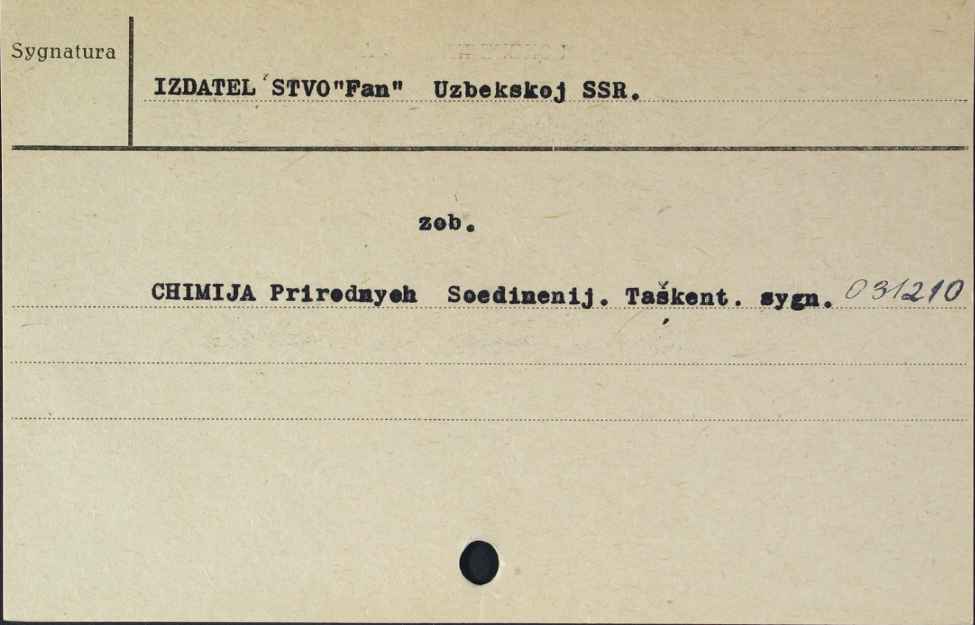 Sygnatura
IZDATEL´STVO"Fan" Uzbekskoj SSR.
zob.
CHIMIJA Prirodnych Soedinenij. Taškent. sygn. 031210